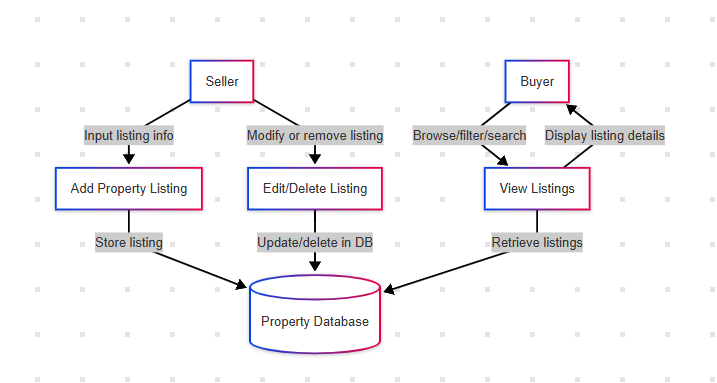 Seller
Buyer
Input listing info
Modify or remove listing
Browse/filter/search
Display listing details
Add Property Listing
Edit/Delete Listing
View Listings
Store listing
Update/delete in DB
Retrieve listings
Property Database